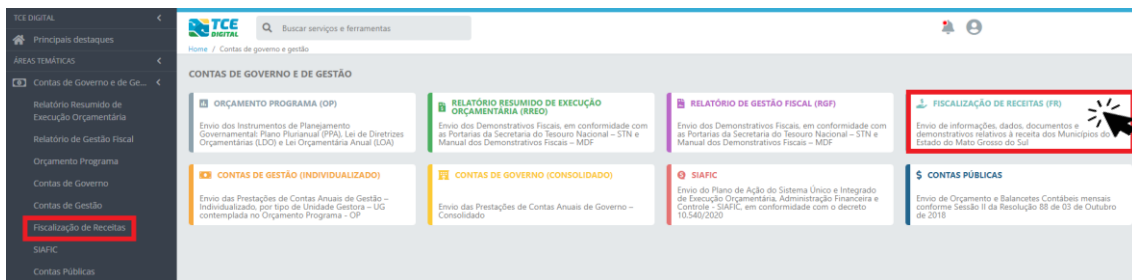 TCE DIGITAL
Principais destaques
ÁREAS TEMÁTICAS
Contas de Governo e de Ge...
Relatório Resumido de
Execução Orçamentária
Relatório de Gestão Fiscal
Orçamento Programa
Contas de Governo
Contas de Gestão
Fiscalização de Receitas
SIAFIC
Contas Públicas
TCE
DIGITAL
Buscar serviços e ferramentas
Home / Contas de governo e gestão
CONTAS DE GOVERNO E DE GESTÃO
ORÇAMENTO PROGRAMA (OP)
Envio dos Instrumentos de Planejamento
Governamental: Plano Plurianual (PPA), Lei de Diretrizes
Orçamentárias (LDO) e Lei Orçamentária Anual (LOA)
RELATÓRIO RESUMIDO DE EXECUÇÃO
ORÇAMENTÁRIA (RREO)
Envio dos Demonstrativos Fiscais, em conformidade com
as Portarias da Secretaria do Tesouro Nacional – STN e
Manual dos Demonstrativos Fiscais – MDF
RELATÓRIO DE GESTÃO FISCAL (RGF)
Envio dos Demonstrativos Fiscais, em conformidade com
as Portarias da Secretaria do Tesouro Nacional – STN e
Manual dos Demonstrativos Fiscais – MDF
FISCALIZAÇÃO DE RECEITAS (FR)
Envio de informações, dados, documentos e
demonstrativos relativos à receita dos Municípios do
Estado do Mato Grosso do Sul
CONTAS DE GESTÃO (INDIVIDUALIZADO)
Envio das Prestações de Contas Anuais de Gestão –
Individualizado, por tipo de Unidade Gestora – UG
contemplada no Orçamento Programa - OP
CONTAS DE GOVERNO (CONSOLIDADO)
Envio das Prestações de Contas Anuais de Governo –
Consolidado
SIAFIC
Envio do Plano de Ação do Sistema Único e Integrado
de Execução Orçamentária, Administração Financeira e
Controle - SIAFIC, em conformidade com o decreto
10.540/2020
CONTAS PÚBLICAS
Envio de Orçamento e Balancetes Contábeis mensais
conforme Sessão II da Resolução 88 de 03 de Outubro
de 2018